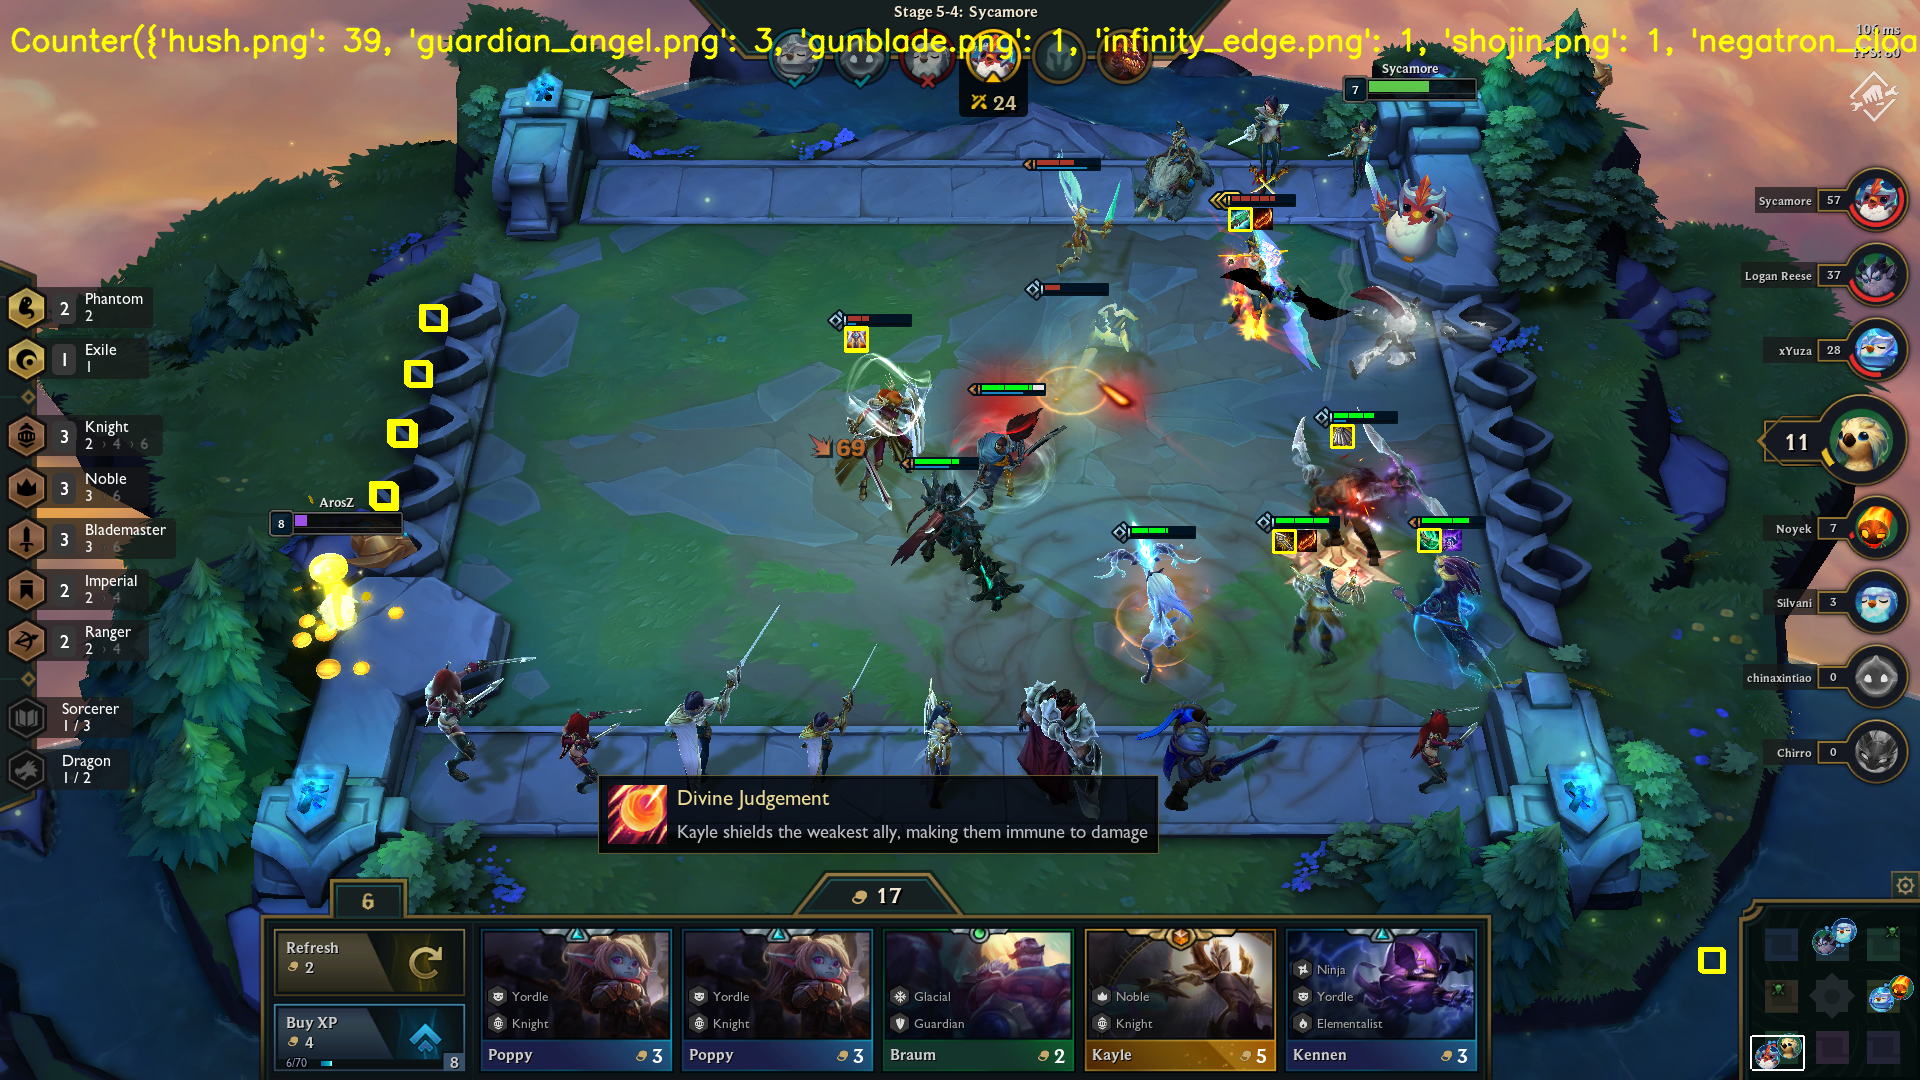 Stage 5-4: Sycamore
Counter({'hush.png': 39, 'guardian_angel.png': 3, 'gunblade.png': 1, 'infinity_edge.png': 1, 'shojin.png': 1, 'negatron_cloa
106 ms
24
Sycamore
7
Sycamore 57
Logan Reese 37
xYuza 28
11
Noyek 7
Silvani 3
chinaxintiao 0
Chirro 0
2 Phantom
2
1 Exile
1
3 Knight
2 › 4 › 6
3 Noble
3 › 6
3 Blademaster
3 › 6
2 Imperial
2 › 4
2 Ranger
2 › 4
Sorcerer
1 / 3
Dragon
1 / 2
ArosZ
8
69
Divine Judgement
Kayle shields the weakest ally, making them immune to damage
6
17
Refresh
2
Buy XP
4
6/70
8
Yordle
Knight
Poppy 3
Yordle
Knight
Poppy 3
Glacial
Guardian
Braum 2
Noble
Knight
Kayle 5
Ninja
Yordle
Elementalist
Kennen 3